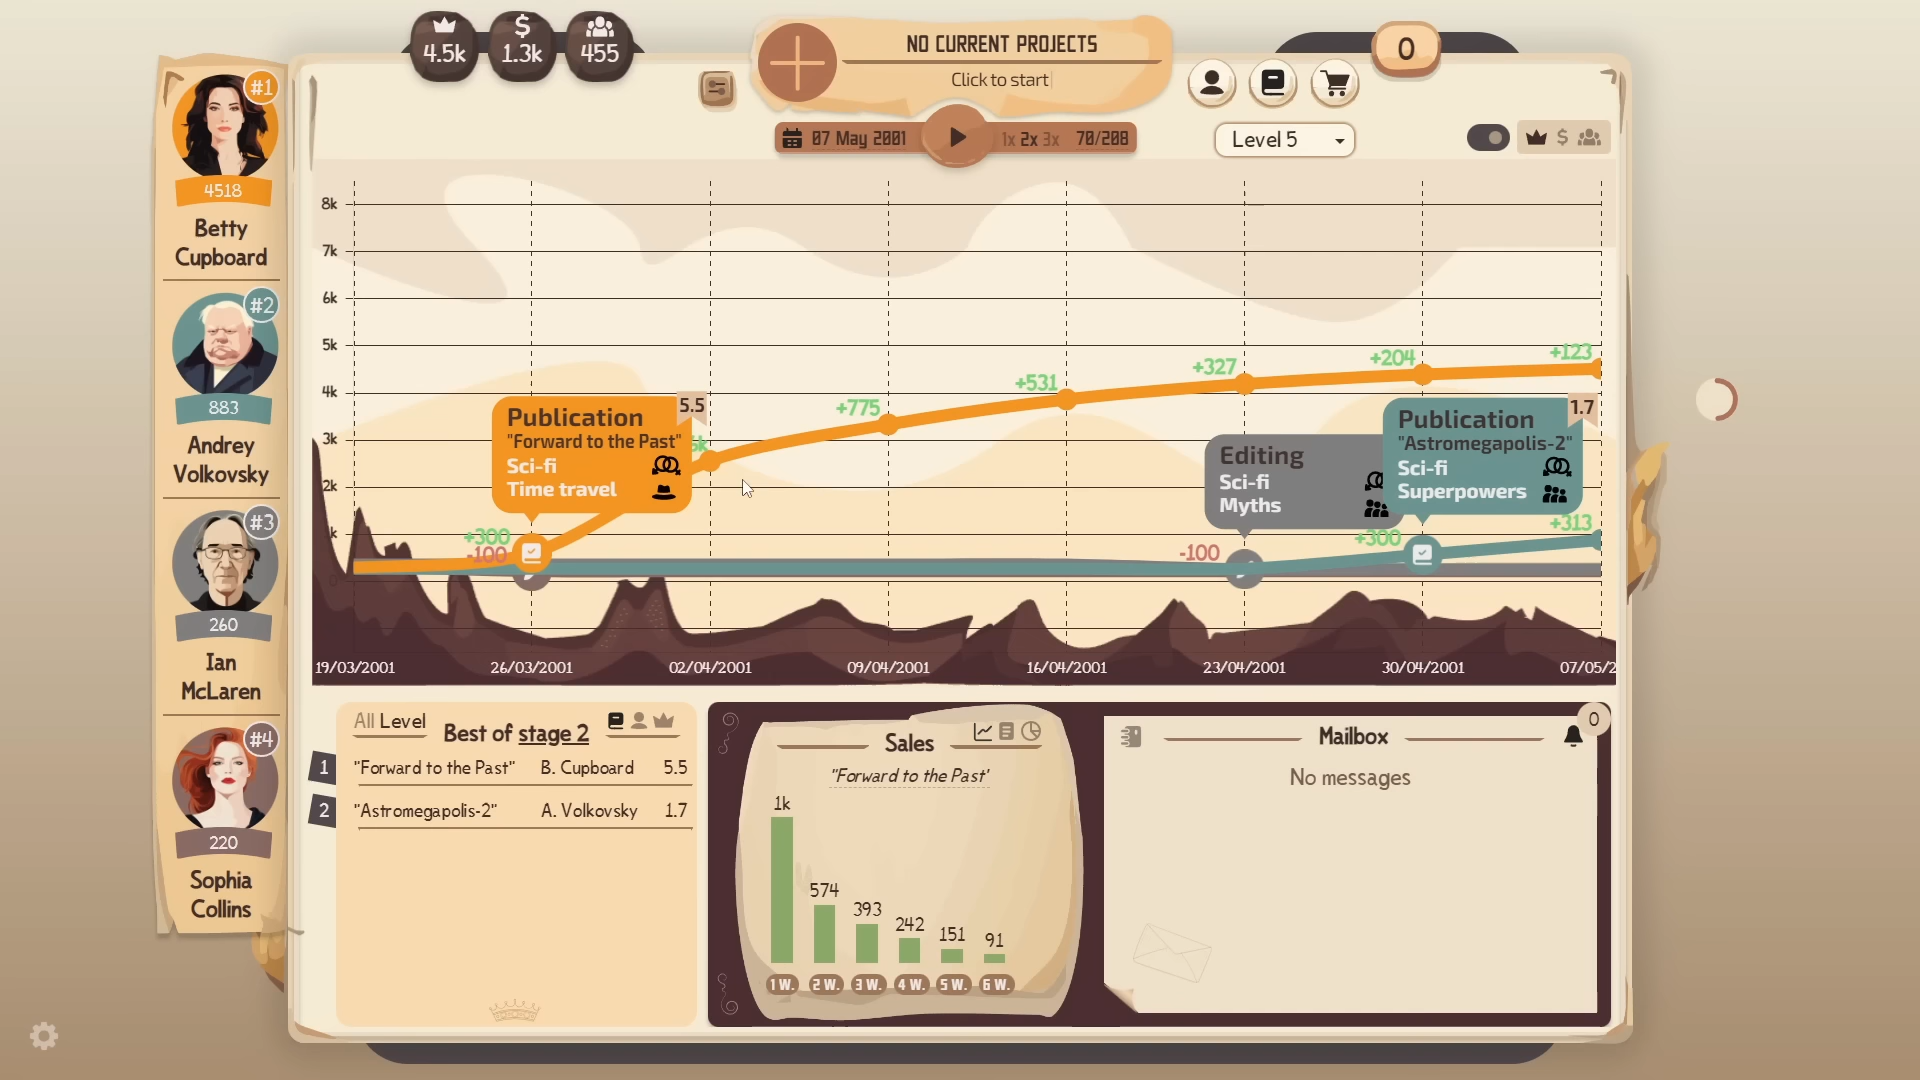 4.5k
$
1.3k
455
NO CURRENT PROJECTS
Click to start
0
07 May 2001
1x 2x 3x
70/208
Level 5
$
#1
4518
Betty
Cupboard
#2
883
Andrey
Volkovsky
#3
260
Ian
McLaren
#4
220
Sophia
Collins
8k
7k
6k
5k
4k
3k
2k
+775
+531
+327
+204
+123
Publication
5.5
"Forward to the Past"
Sci-fi
Time travel
+300
-100
Editing
Sci-fi
Myths
-100
Publication
1.7
"Astromegapolis-2"
Sci-fi
Superpowers
+300
+313
19/03/2001
26/03/2001
02/04/2001
09/04/2001
16/04/2001
23/04/2001
30/04/2001
07/05/2
All Level
Best of stage 2
1 "Forward to the Past" B. Cupboard 5.5
2 "Astromegapolis-2" A. Volkovsky 1.7
Sales
"Forward to the Past'
1k
574
393
242
151
91
1 W.
2 W.
3 W.
4 W.
5 W.
6 W.
Mailbox
0
No messages